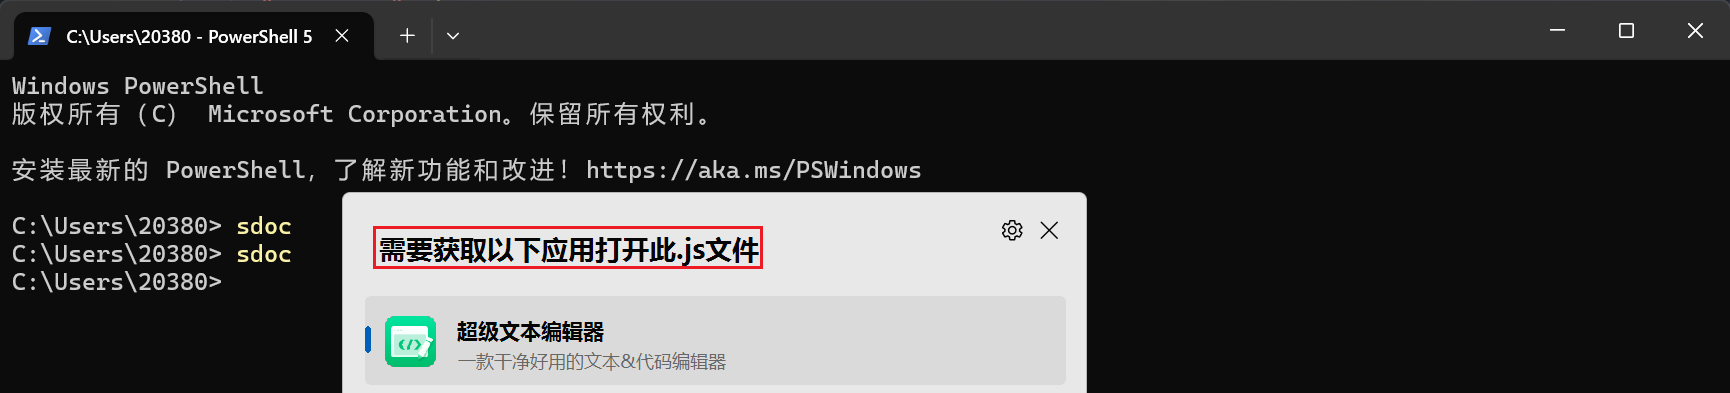 C:\Users\20380 - PowerShell 5
Windows PowerShell
版权所有 (C) Microsoft Corporation。保留所有权利。
安装最新的 PowerShell,了解新功能和改进!https://aka.ms/PSWindows
C:\Users\20380> sdoc
C:\Users\20380> sdoc
C:\Users\20380>
需要获取以下应用打开此.js文件
超级文本编辑器
一款干净好用的文本&代码编辑器